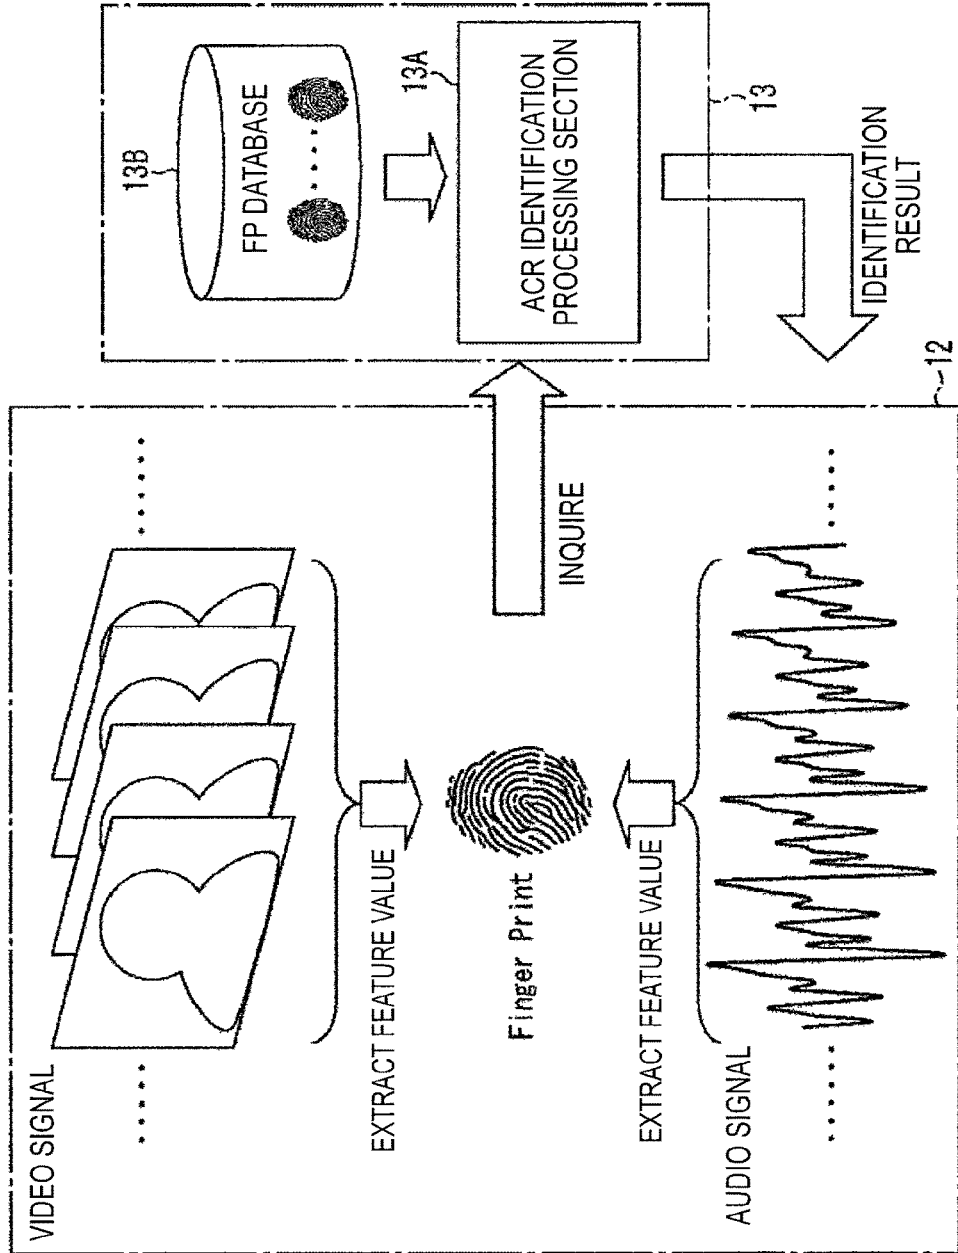 VIDEO SIGNAL
EXTRACT FEATURE VALUE
Finger Print
EXTRACT FEATURE VALUE
AUDIO SIGNAL
INQUIRE
12
13B
FP DATABASE
13A
ACR IDENTIFICATION
PROCESSING SECTION
13
IDENTIFICATION
RESULT